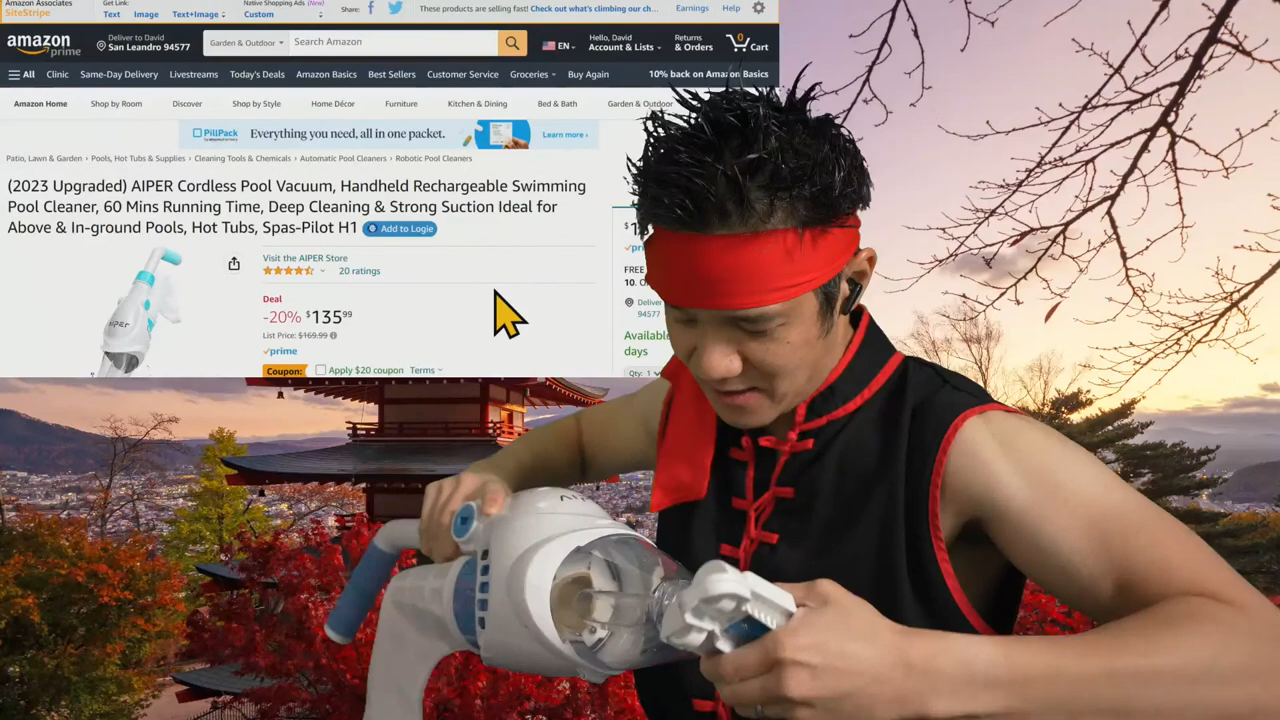 Amazon Associates
SiteStripe
Get Link:
Text Image Text+Image
Native Shopping Ads (New)
Custom
Share:
These products are selling fast! Check out what's climbing our ch...
Earnings Help
amazon
prime
Deliver to David
San Leandro 94577
Garden & Outdoor
Search Amazon
EN
Hello, David
Account & Lists
Returns
& Orders
0
Cart
All Clinic Same-Day Delivery Livestreams Today's Deals Amazon Basics Best Sellers Customer Service Groceries Buy Again 10% back on Amazon Basics
Amazon Home Shop by Room Discover Shop by Style Home Décor Furniture Kitchen & Dining Bed & Bath Garden & Outdoor
PillPack Everything you need, all in one packet. Learn more ›
Patio, Lawn & Garden › Pools, Hot Tubs & Supplies › Cleaning Tools & Chemicals › Automatic Pool Cleaners › Robotic Pool Cleaners
(2023 Upgraded) AIPER Cordless Pool Vacuum, Handheld Rechargeable Swimming
Pool Cleaner, 60 Mins Running Time, Deep Cleaning & Strong Suction Ideal for
Above & In-ground Pools, Hot Tubs, Spas-Pilot H1 Add to Logie
Visit the AIPER Store
20 ratings
Deal
-20% $135⁹⁹
List Price: $169.99
prime
Coupon: Apply $20 coupon Terms
AIPER
FREE
10.
Deliver
94577
Available
days
Qty: 1